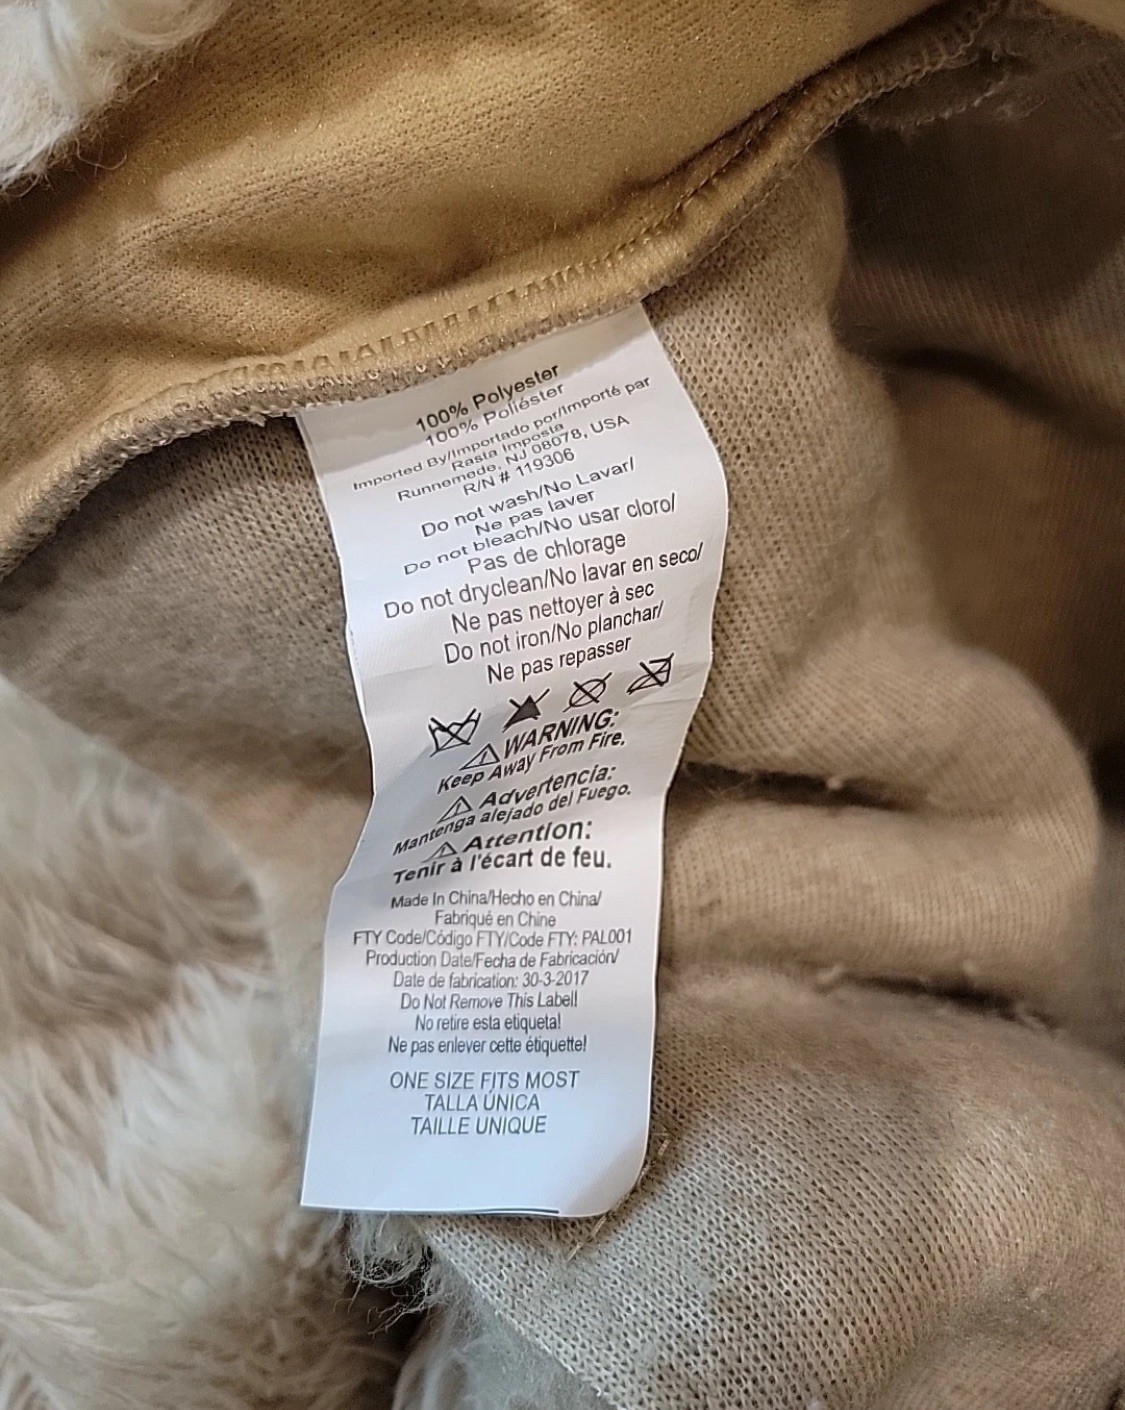 100% Polyester
100% Poliéster
Imported By/Importado por/Importé par
Rasta Imposta
Runnemede, NJ 08078, USA
R/N # 119306
Do not wash/No Lavar/
Ne pas laver
Do not bleach/No usar cloro/
Pas de chlorage
Do not dryclean/No lavar en seco/
Ne pas nettoyer à sec
Do not iron/No planchar/
Ne pas repasser
WARNING:
Keep Away From Fire.
Advertencia:
Mantenga alejado del Fuego.
Attention:
Tenir à l'écart de feu.
Made In China/Hecho en China/
Fabriqué en Chine
FTY Code/Código FTY/Code FTY: PAL001
Production Date/Fecha de Fabricación/
Date de fabrication: 30-3-2017
Do Not Remove This Label!
No retire esta etiqueta!
Ne pas enlever cette étiquette!
ONE SIZE FITS MOST
TALLA ÚNICA
TAILLE UNIQUE